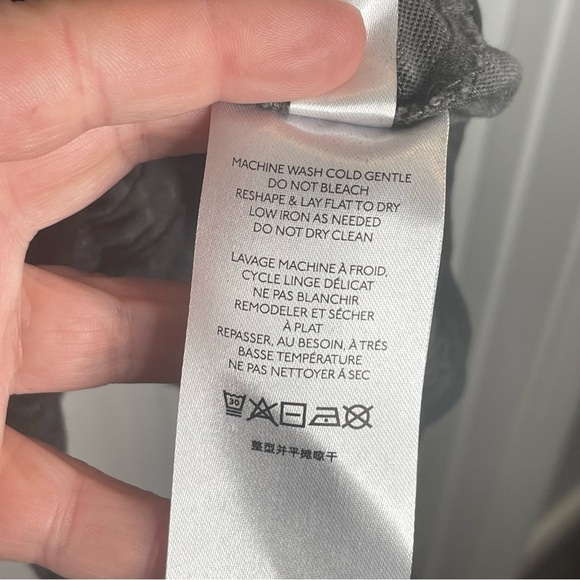 MACHINE WASH COLD GENTLE
DO NOT BLEACH
RESHAPE & LAY FLAT TO DRY
LOW IRON AS NEEDED
DO NOT DRY CLEAN
LAVAGE MACHINE À FROID,
CYCLE LINGE DÉLICAT
NE PAS BLANCHIR
REMODELER ET SÉCHER
À PLAT
REPASSER, AU BESOIN, À TRÉS
BASSE TEMPÉRATURE
NE PAS NETTOYER Á SEC
30
整型并平摊晾干